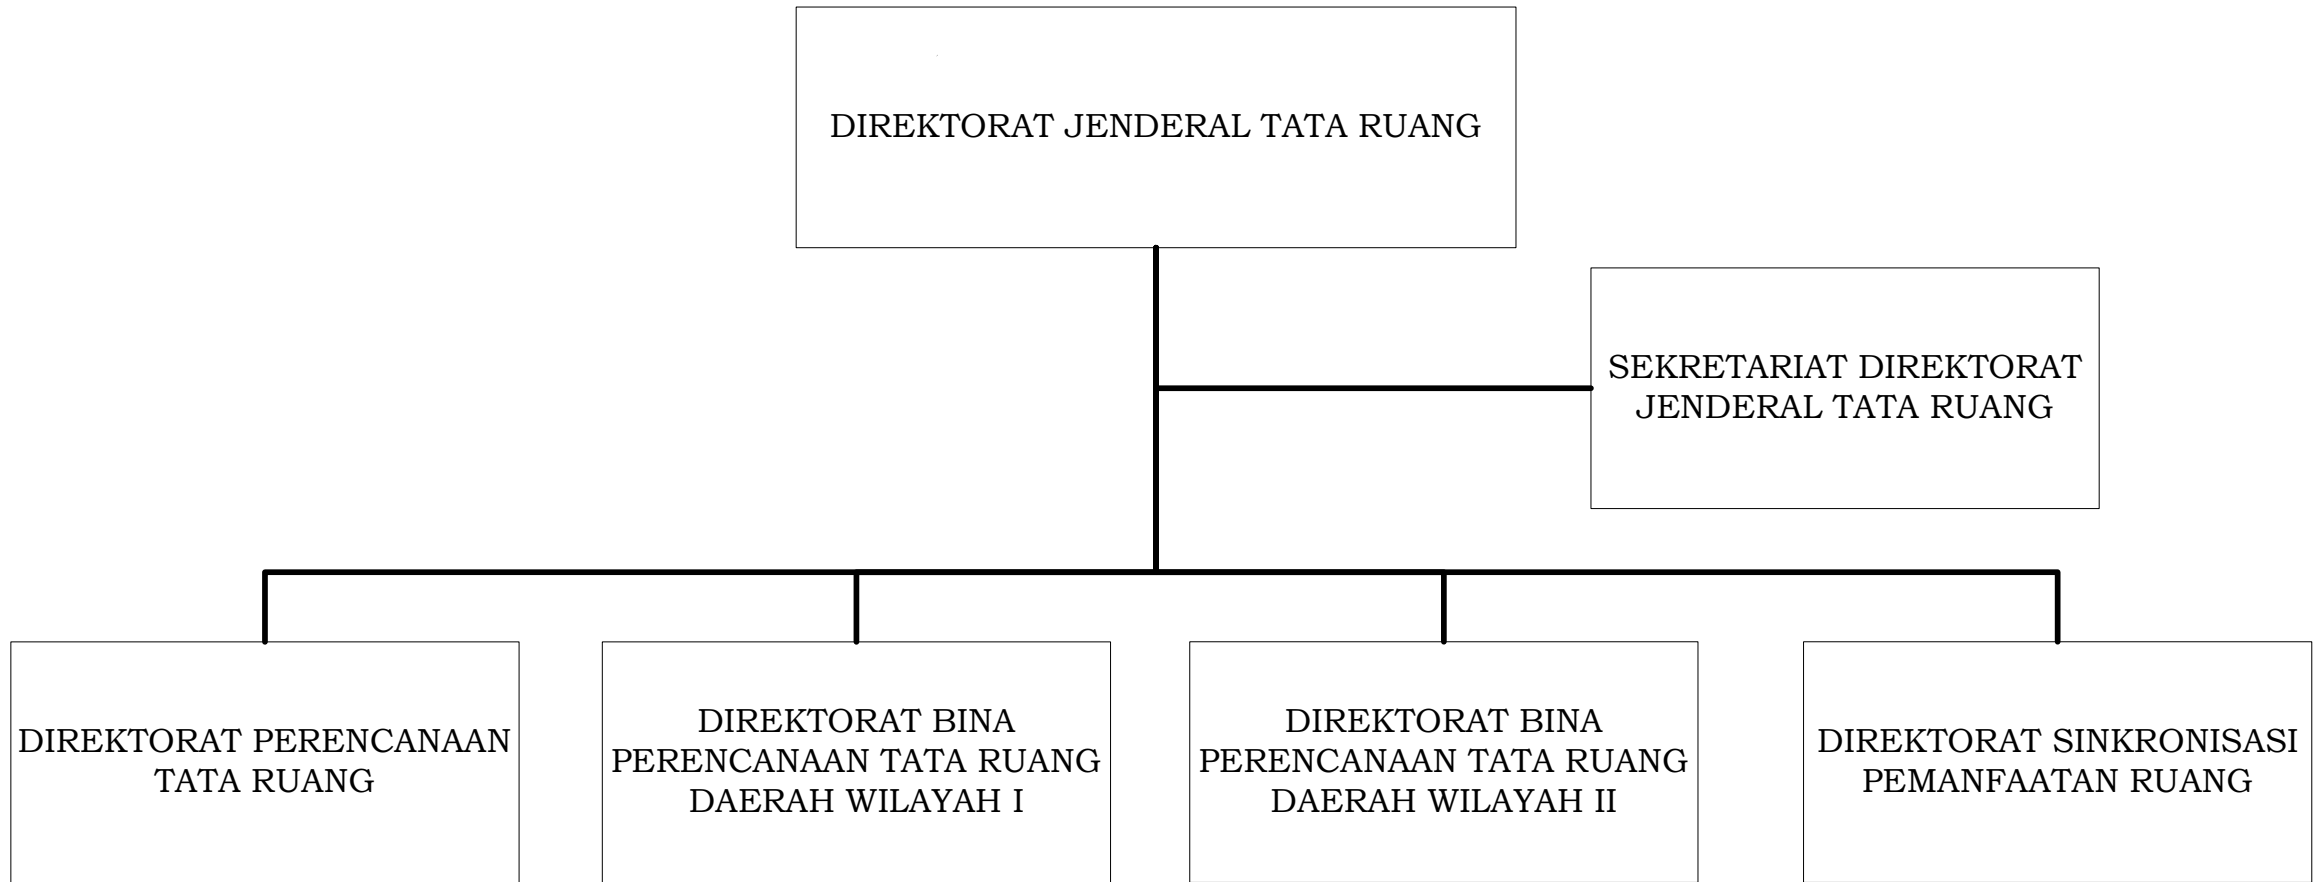 DIREKTORAT JENDERAL TATA RUANG
SEKRETARIAT DIREKTORAT
JENDERAL TATA RUANG
DIREKTORAT PERENCANAAN
TATA RUANG
DIREKTORAT BINA
PERENCANAAN TATA RUANG
DAERAH WILAYAH I
DIREKTORAT BINA
PERENCANAAN TATA RUANG
DAERAH WILAYAH II
DIREKTORAT SINKRONISASI
PEMANFAATAN RUANG